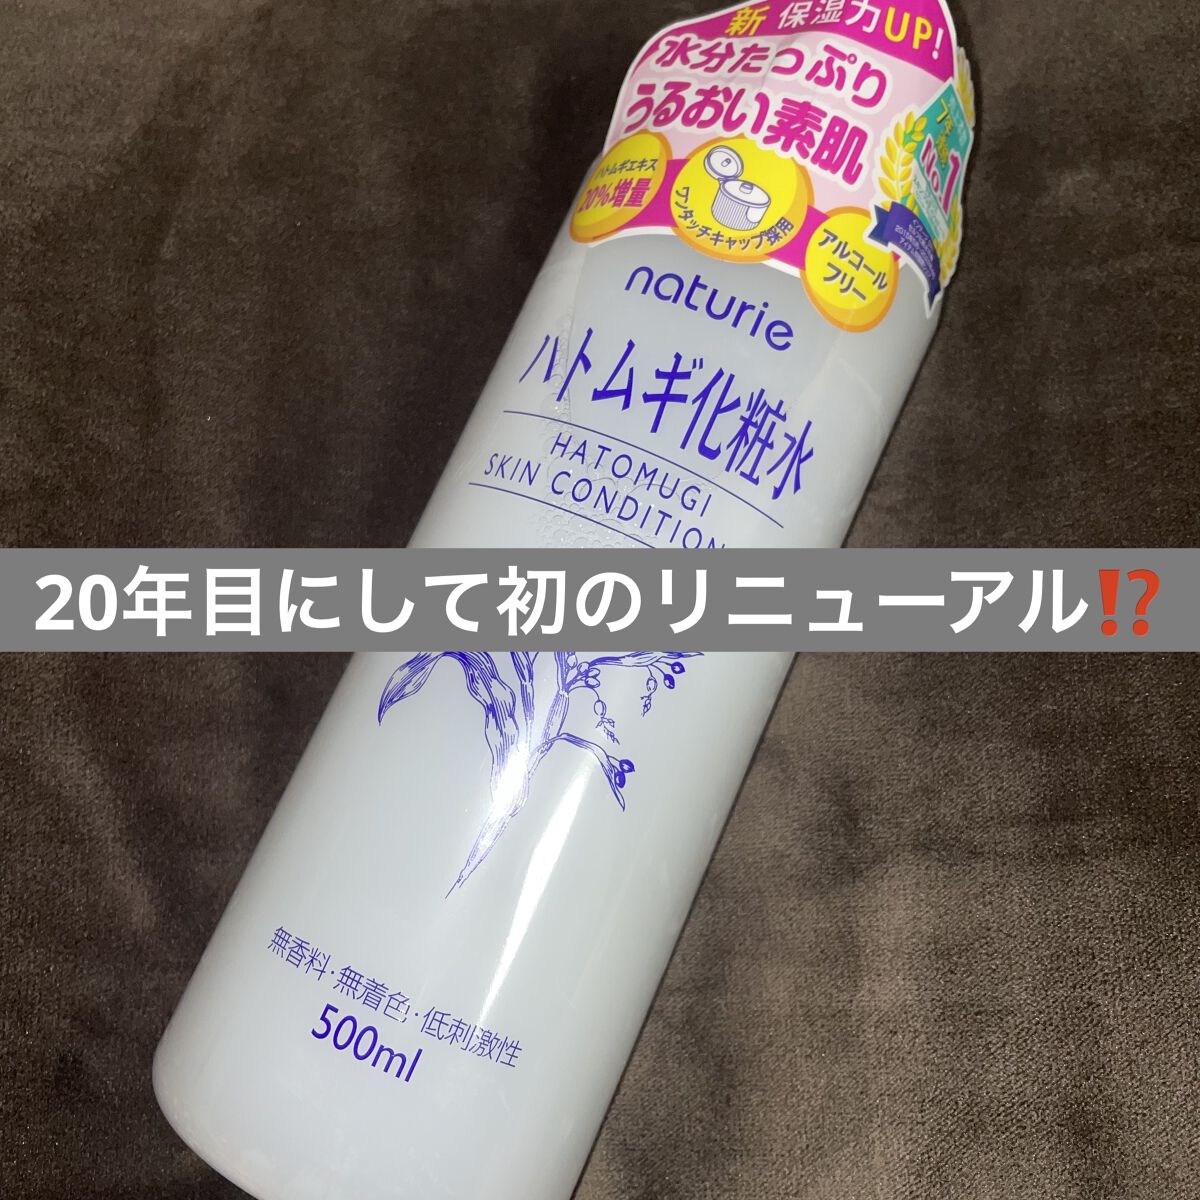 新 保湿力UP!
水分たっぷり
うるおい素肌
ハトムギエキス
20%増量
ワンタッチキャップ採用
アルコール
フリー
No.1
naturie
ハトムギ化粧水
HATOMUGI
SKIN CONDITION
20年目にして初のリニューアル⁉️
無香料・無着色・低刺激性
500ml